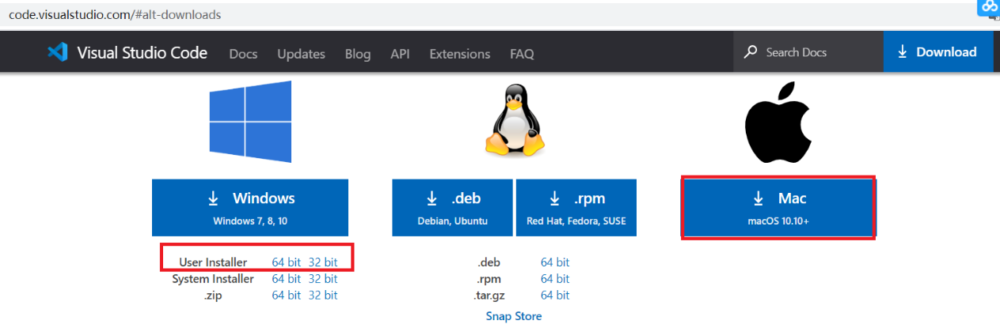 code.visualstudio.com/#alt-downloads
Visual Studio Code Docs Updates Blog API Extensions FAQ Search Docs Download
Windows .deb .rpm Mac
Windows 7, 8, 10 Debian, Ubuntu Red Hat, Fedora, SUSE macOS 10.10+
User Installer 64 bit 32 bit .deb 64 bit
System Installer 64 bit 32 bit .rpm 64 bit
.zip 64 bit 32 bit .tar.gz 64 bit
Snap Store